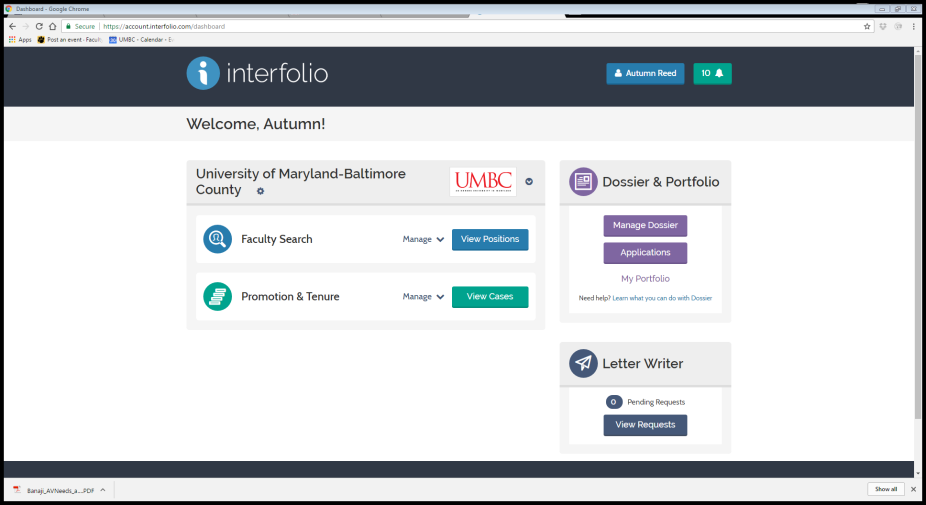 Dashboard - Google Chrome
Secure | https://account.interfolio.com/dashboard
Apps Post an event · Facult UMBC - Calendar - E
interfolio
Autumn Reed 10
Welcome, Autumn!
University of Maryland-Baltimore
County
UMBC
Faculty Search Manage View Positions
Promotion & Tenure Manage View Cases
Dossier & Portfolio
Manage Dossier
Applications
My Portfolio
Need help? Learn what you can do with Dossier
Letter Writer
0 Pending Requests
View Requests
Banaji_AVNeeds_a....PDF Show all